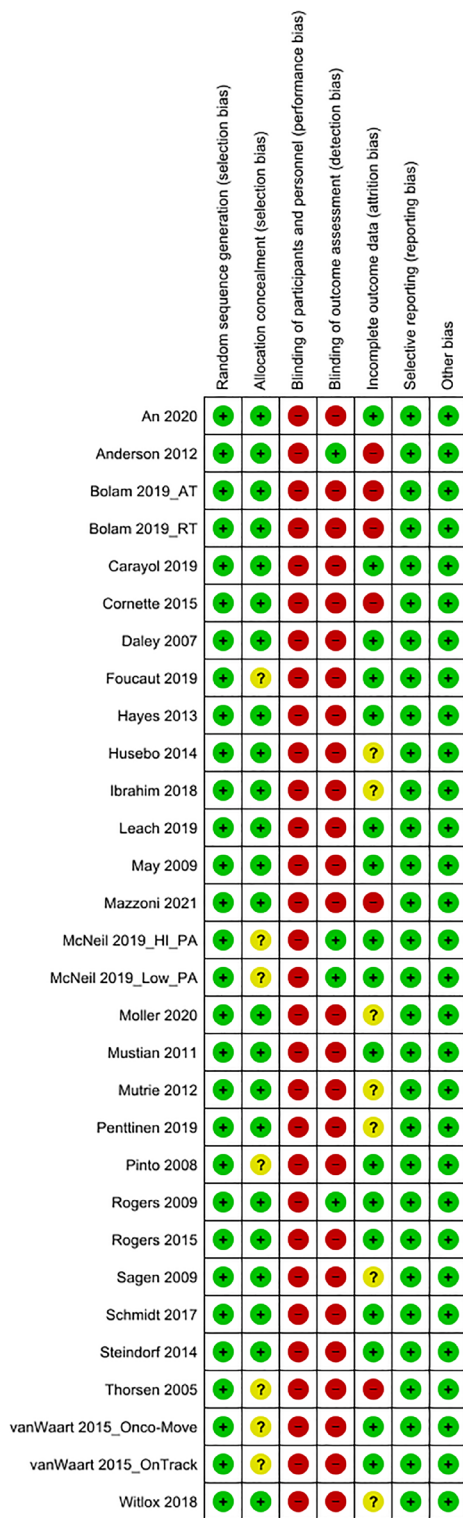 Random sequence generation (selection bias)
Allocation concealment (selection bias)
Blinding of participants and personnel (performance bias)
Blinding of outcome assessment (detection bias)
Incomplete outcome data (attrition bias)
Selective reporting (reporting bias)
Other bias
An 2020 + + - - + + +
Anderson 2012 + + - + - + +
Bolam 2019_AT + + - - - + +
Bolam 2019_RT + + - - - + +
Carayol 2019 + + - - + + +
Cornette 2015 + + - - - + +
Daley 2007 + + - - + + +
Foucaut 2019 + ? - - + + +
Hayes 2013 + + - - + + +
Husebo 2014 + + - - ? + +
Ibrahim 2018 + + - - ? + +
Leach 2019 + + - - + + +
May 2009 + + - - + + +
Mazzoni 2021 + + - - - + +
McNeil 2019_HI_PA + ? - + + + +
McNeil 2019_Low_PA + ? - + + + +
Moller 2020 + + - - ? + +
Mustian 2011 + + - - + + +
Mutrie 2012 + + - - ? + +
Penttinen 2019 + + - - ? + +
Pinto 2008 + ? - - + + +
Rogers 2009 + + - + + + +
Rogers 2015 + + - - + + +
Sagen 2009 + + - - ? + +
Schmidt 2017 + + - - + + +
Steindorf 2014 + + - - + + +
Thorsen 2005 + ? - - - + +
vanWaart 2015_Onco-Move + ? - - + + +
vanWaart 2015_OnTrack + ? - - + + +
Witlox 2018 + + - - ? + +